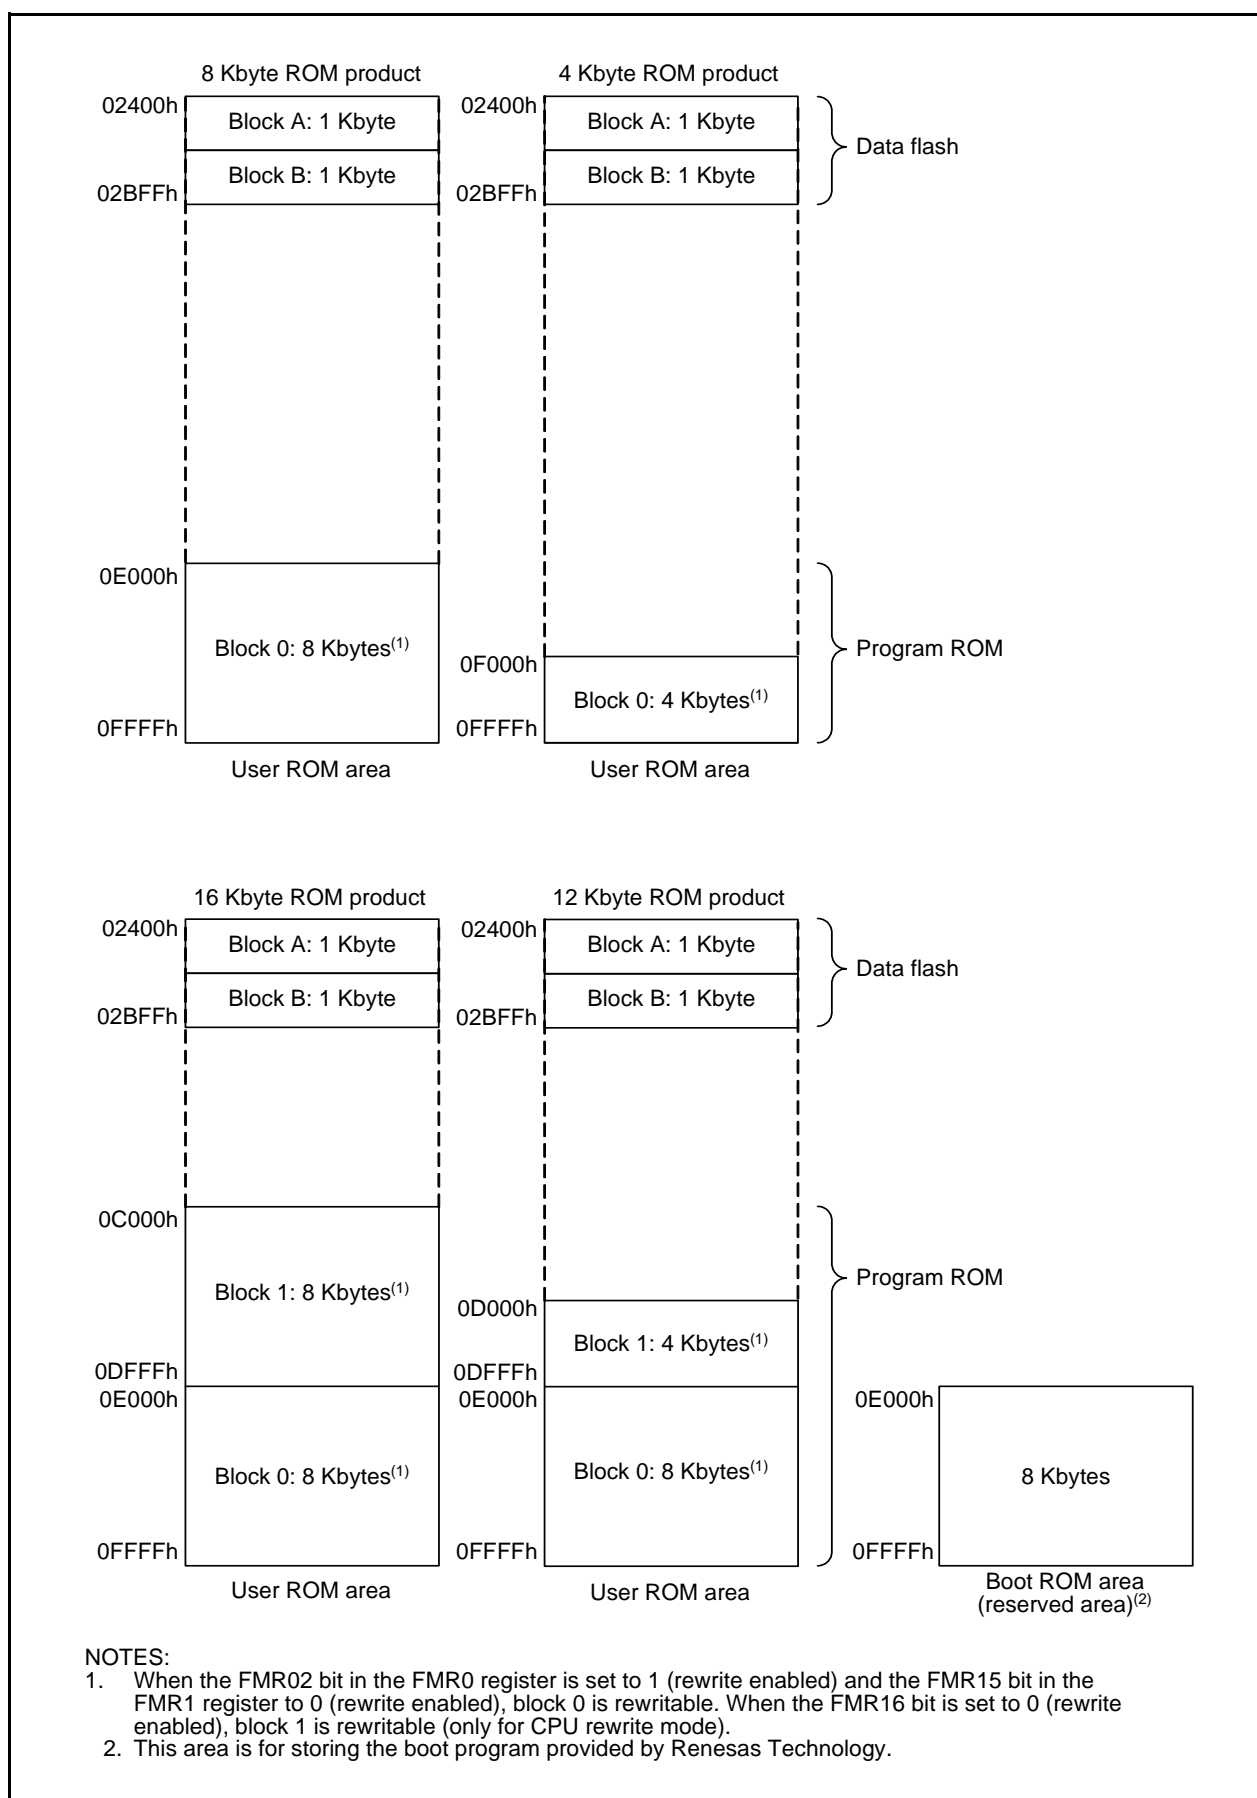 8 Kbyte ROM product
4 Kbyte ROM product
02400h
Block A: 1 Kbyte
02400h
Block A: 1 Kbyte
Data flash
Block B: 1 Kbyte
Block B: 1 Kbyte
02BFFh
02BFFh
0E000h
Block 0: 8 Kbytes(1)
0F000h
Program ROM
Block 0: 4 Kbytes(1)
0FFFFh
0FFFFh
User ROM area
User ROM area
16 Kbyte ROM product
12 Kbyte ROM product
02400h
Block A: 1 Kbyte
02400h
Block A: 1 Kbyte
Data flash
Block B: 1 Kbyte
Block B: 1 Kbyte
02BFFh
02BFFh
0C000h
Block 1: 8 Kbytes(1)
Program ROM
0D000h
Block 1: 4 Kbytes(1)
0DFFFh
0DFFFh
0E000h
0E000h
0E000h
Block 0: 8 Kbytes(1)
Block 0: 8 Kbytes(1)
8 Kbytes
0FFFFh
0FFFFh
0FFFFh
User ROM area
User ROM area
Boot ROM area
(reserved area)(2)
NOTES:
1. When the FMR02 bit in the FMR0 register is set to 1 (rewrite enabled) and the FMR15 bit in the
FMR1 register to 0 (rewrite enabled), block 0 is rewritable. When the FMR16 bit is set to 0 (rewrite
enabled), block 1 is rewritable (only for CPU rewrite mode).
2. This area is for storing the boot program provided by Renesas Technology.